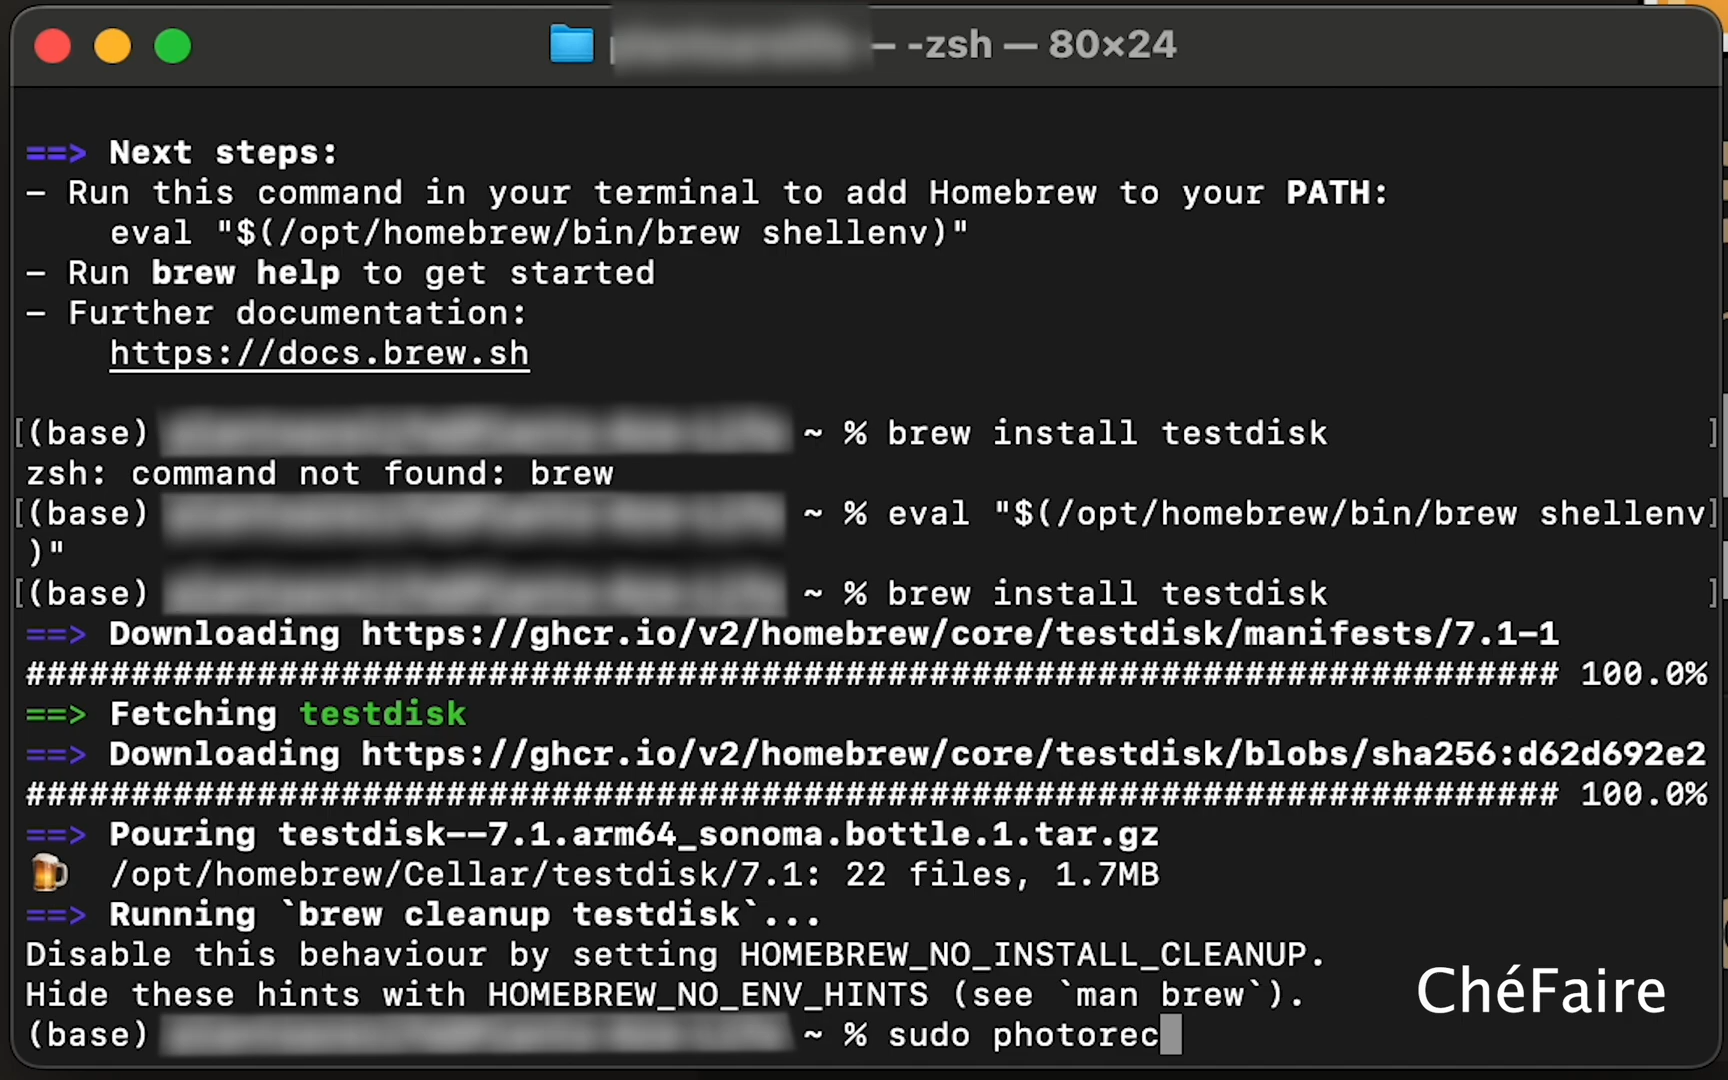 — -zsh — 80×24
==> Next steps:
- Run this command in your terminal to add Homebrew to your PATH:
eval "$(/opt/homebrew/bin/brew shellenv)"
- Run brew help to get started
- Further documentation:
https://docs.brew.sh
[(base) ~ % brew install testdisk ]
zsh: command not found: brew
[(base) ~ % eval "$(/opt/homebrew/bin/brew shellenv]
)"
[(base) ~ % brew install testdisk ]
==> Downloading https://ghcr.io/v2/homebrew/core/testdisk/manifests/7.1-1
######################################################################### 100.0%
==> Fetching testdisk
==> Downloading https://ghcr.io/v2/homebrew/core/testdisk/blobs/sha256:d62d692e2
######################################################################### 100.0%
==> Pouring testdisk--7.1.arm64_sonoma.bottle.1.tar.gz
🍺 /opt/homebrew/Cellar/testdisk/7.1: 22 files, 1.7MB
==> Running `brew cleanup testdisk`...
Disable this behaviour by setting HOMEBREW_NO_INSTALL_CLEANUP.
Hide these hints with HOMEBREW_NO_ENV_HINTS (see `man brew`).
(base) ~ % sudo photorec
ChéFaire